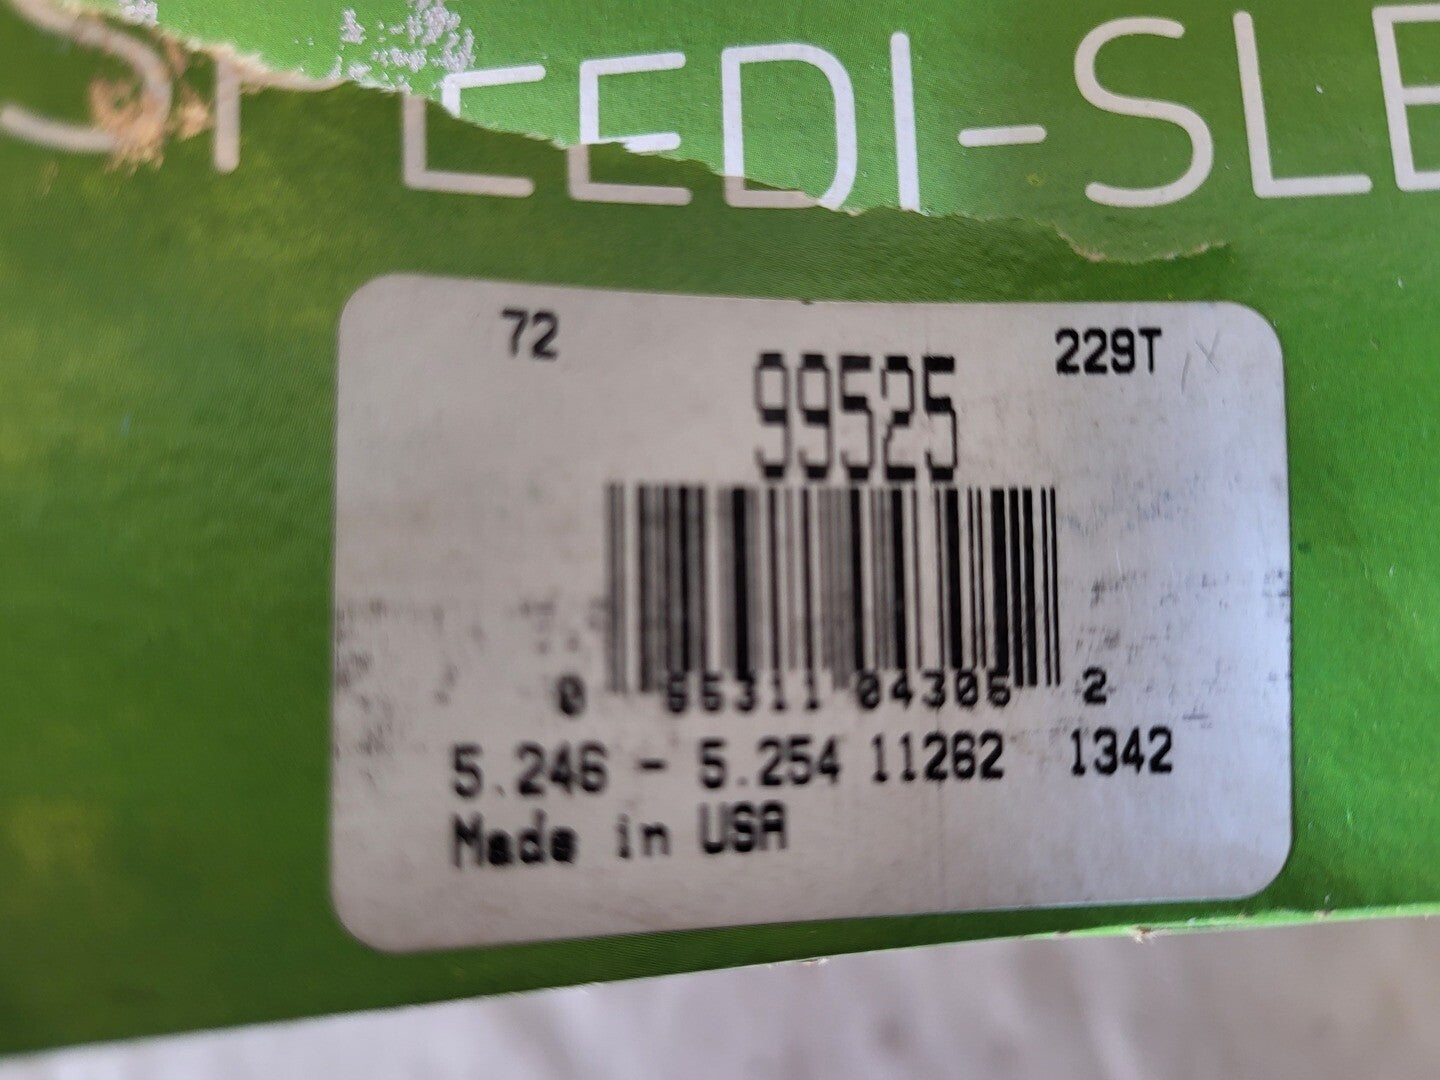 SPEEDI-SLE
72
229T
99525
0 85311 04306 2
5.246 - 5.254 11262 1342
Made in USA